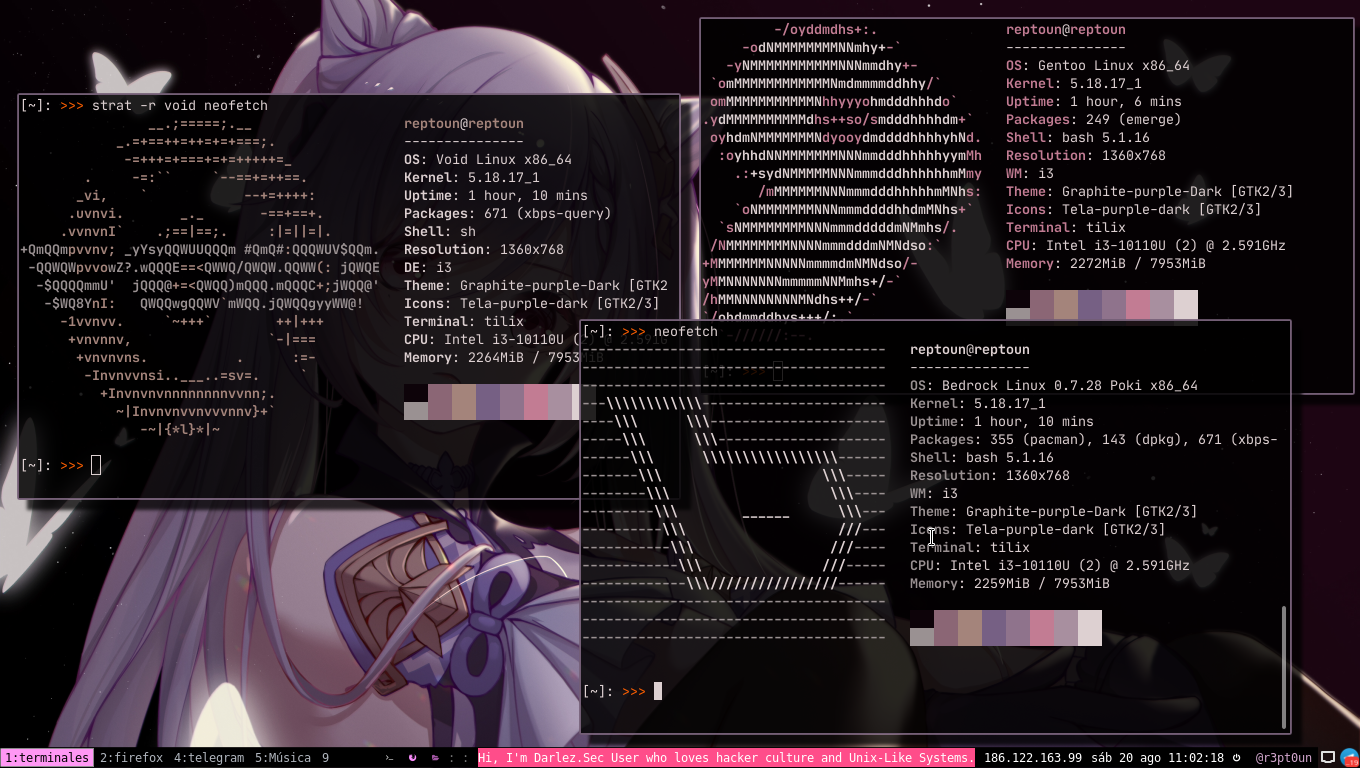 [~]: >>> strat -r void neofetch
reptoun@reptoun
---------------
OS: Void Linux x86_64
Kernel: 5.18.17_1
Uptime: 1 hour, 10 mins
Packages: 671 (xbps-query)
Shell: sh
Resolution: 1360x768
DE: i3
Theme: Graphite-purple-Dark [GTK2
Icons: Tela-purple-dark [GTK2/3]
Terminal: tilix
CPU: Intel i3-10110U (2) @ 2.591G
Memory: 2264MiB / 7953MiB
[~]: >>>
reptoun@reptoun
---------------
OS: Gentoo Linux x86_64
Kernel: 5.18.17_1
Uptime: 1 hour, 6 mins
Packages: 249 (emerge)
Shell: bash 5.1.16
Resolution: 1360x768
WM: i3
Theme: Graphite-purple-Dark [GTK2/3]
Icons: Tela-purple-dark [GTK2/3]
Terminal: tilix
CPU: Intel i3-10110U (2) @ 2.591GHz
Memory: 2272MiB / 7953MiB
[~]: >>> neofetch
reptoun@reptoun
---------------
OS: Bedrock Linux 0.7.28 Poki x86_64
Kernel: 5.18.17_1
Uptime: 1 hour, 10 mins
Packages: 355 (pacman), 143 (dpkg), 671 (xbps-
Shell: bash 5.1.16
Resolution: 1360x768
WM: i3
Theme: Graphite-purple-Dark [GTK2/3]
Icons: Tela-purple-dark [GTK2/3]
Terminal: tilix
CPU: Intel i3-10110U (2) @ 2.591GHz
Memory: 2259MiB / 7953MiB
[~]: >>>
1:terminales 2:firefox 4:telegram 5:Música 9 : : Hi, I'm Darlez.Sec User who loves hacker culture and Unix-Like Systems. 186.122.163.99 sáb 20 ago 11:02:18 @r3pt0un